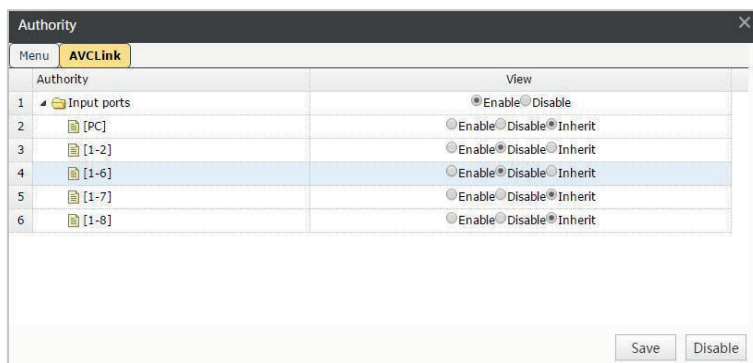 Authority
Menu AVCLink
Authority View
1 Input ports Enable Disable
2 [PC] Enable Disable Inherit
3 [1-2] Enable Disable Inherit
4 [1-6] Enable Disable Inherit
5 [1-7] Enable Disable Inherit
6 [1-8] Enable Disable Inherit
Save Disable